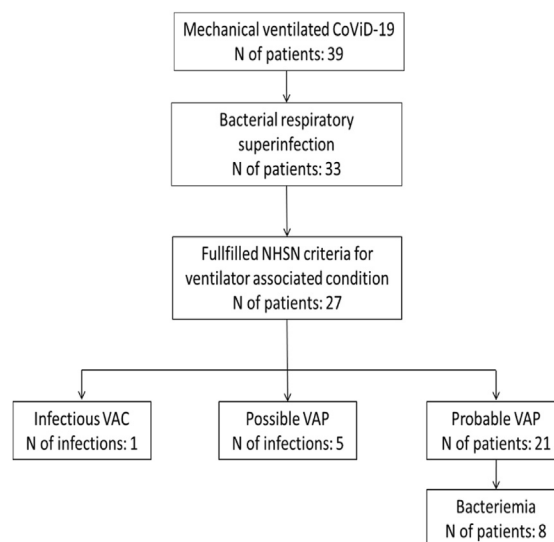 Mechanical ventilated CoViD-19
N of patients: 39
Bacterial respiratory
superinfection
N of patients: 33
Fullfilled NHSN criteria for
ventilator associated condition
N of patients: 27
Infectious VAC
N of infections: 1
Possible VAP
N of infections: 5
Probable VAP
N of patients: 21
Bacteriemia
N of patients: 8